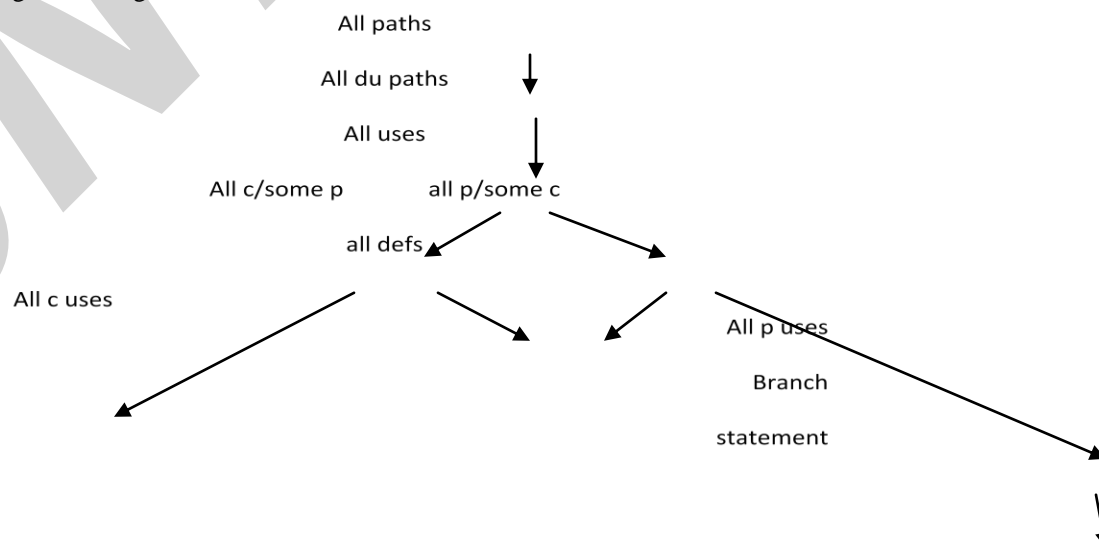 All paths
All du paths
All uses
All c/some p all p/some c
all defs
All c uses
All p uses
Branch
statement